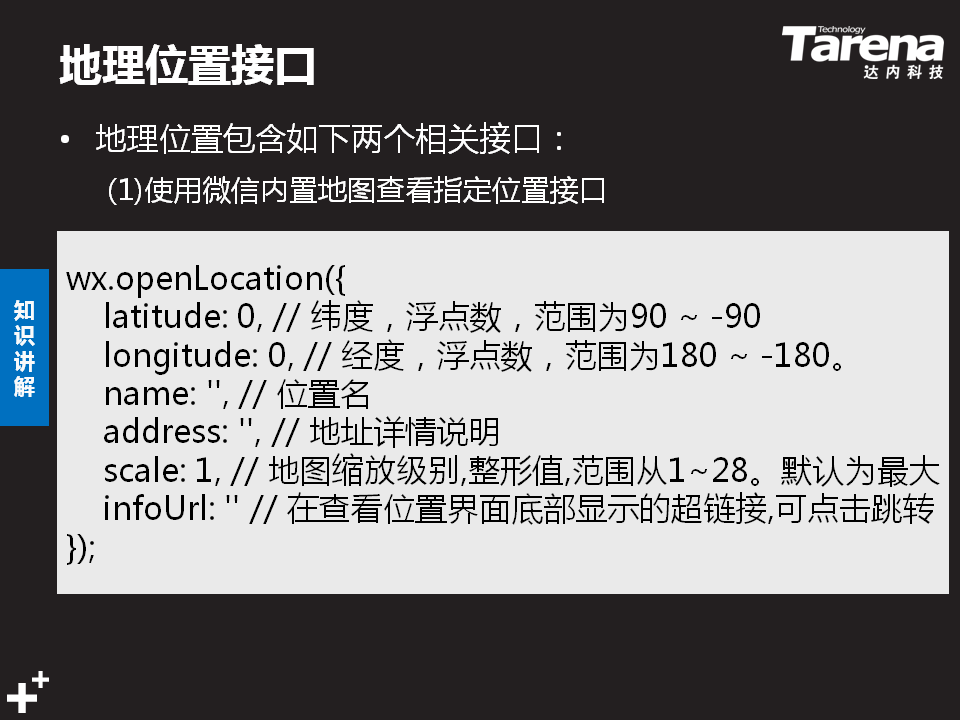 地理位置接口
Technology
Tarena
达内科技
• 地理位置包含如下两个相关接口：
(1)使用微信内置地图查看指定位置接口
知识讲解
wx.openLocation({
latitude: 0, // 纬度，浮点数，范围为90 ~ -90
longitude: 0, // 经度，浮点数，范围为180 ~ -180。
name: '', // 位置名
address: '', // 地址详情说明
scale: 1, // 地图缩放级别,整形值,范围从1~28。默认为最大
infoUrl: '' // 在查看位置界面底部显示的超链接,可点击跳转
});